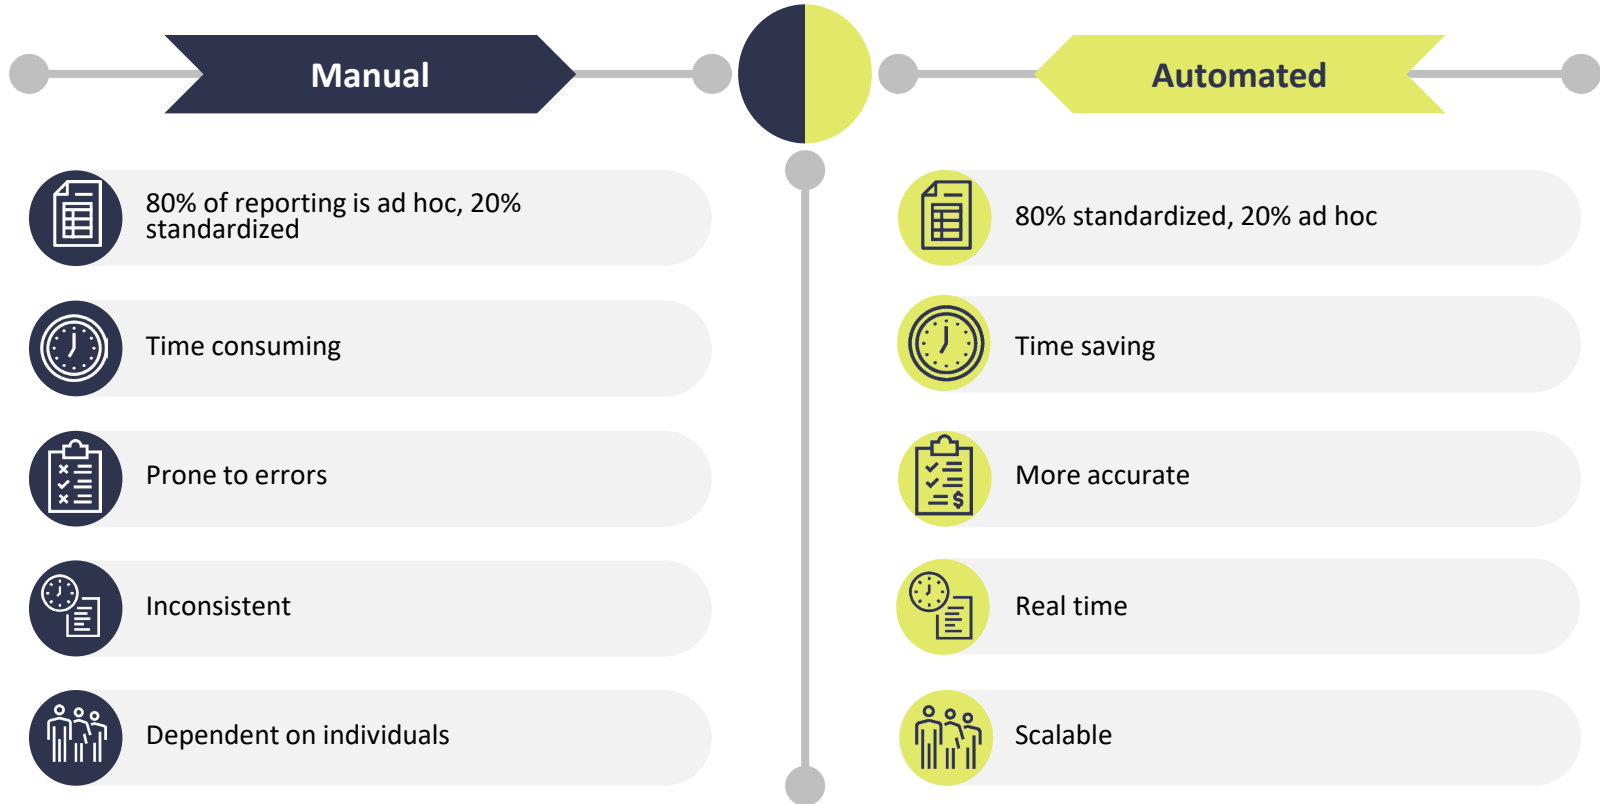 Manual
Automated
80% of reporting is ad hoc, 20%
standardized
80% standardized, 20% ad hoc
Time consuming
Time saving
Prone to errors
More accurate
$
Inconsistent
Real time
Dependent on individuals
Scalable